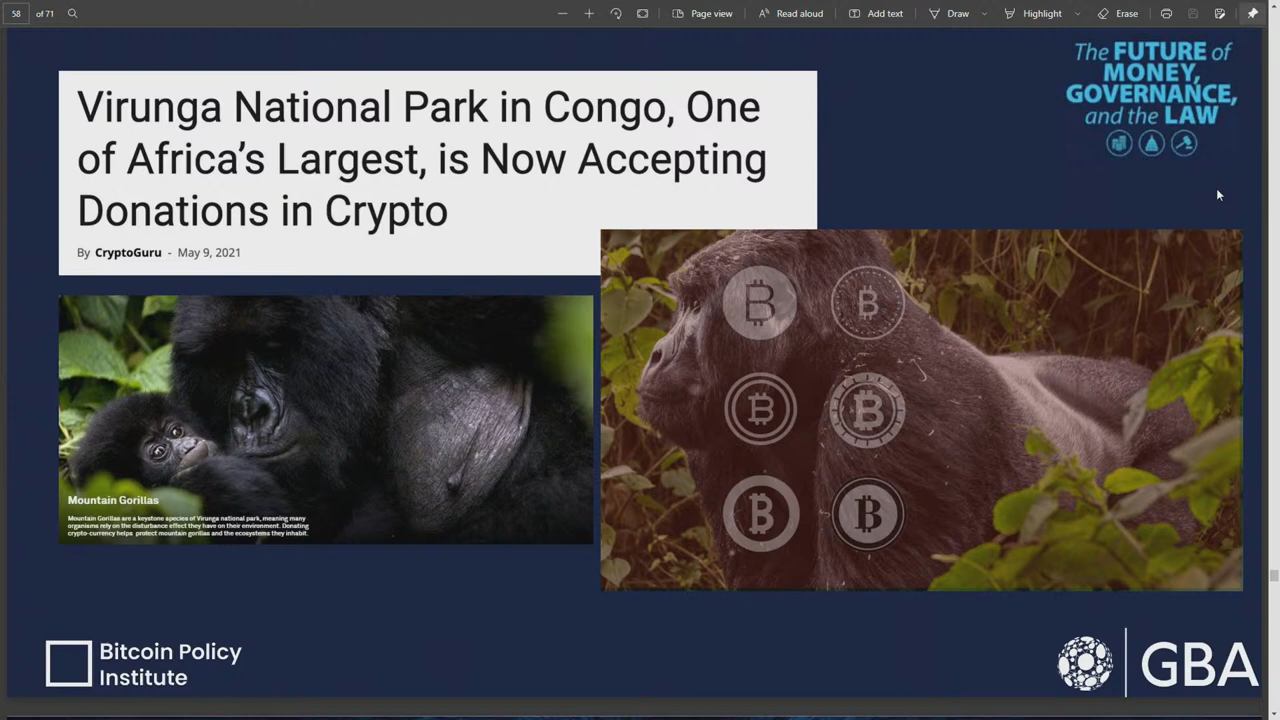 58 of 71
Page view
Read aloud
Add text
Draw
Highlight
Erase
The FUTURE of
MONEY,
GOVERNANCE,
and the LAW
Virunga National Park in Congo, One
of Africa's Largest, is Now Accepting
Donations in Crypto
By CryptoGuru - May 9, 2021
Mountain Gorillas
Mountain Gorillas are a keystone species of Virunga national park, meaning many
organisms rely on the disturbance effect they have on their environment. Donating
crypto-currency helps protect mountain gorillas and the ecosystems they inhabit.
Bitcoin Policy
Institute
GBA